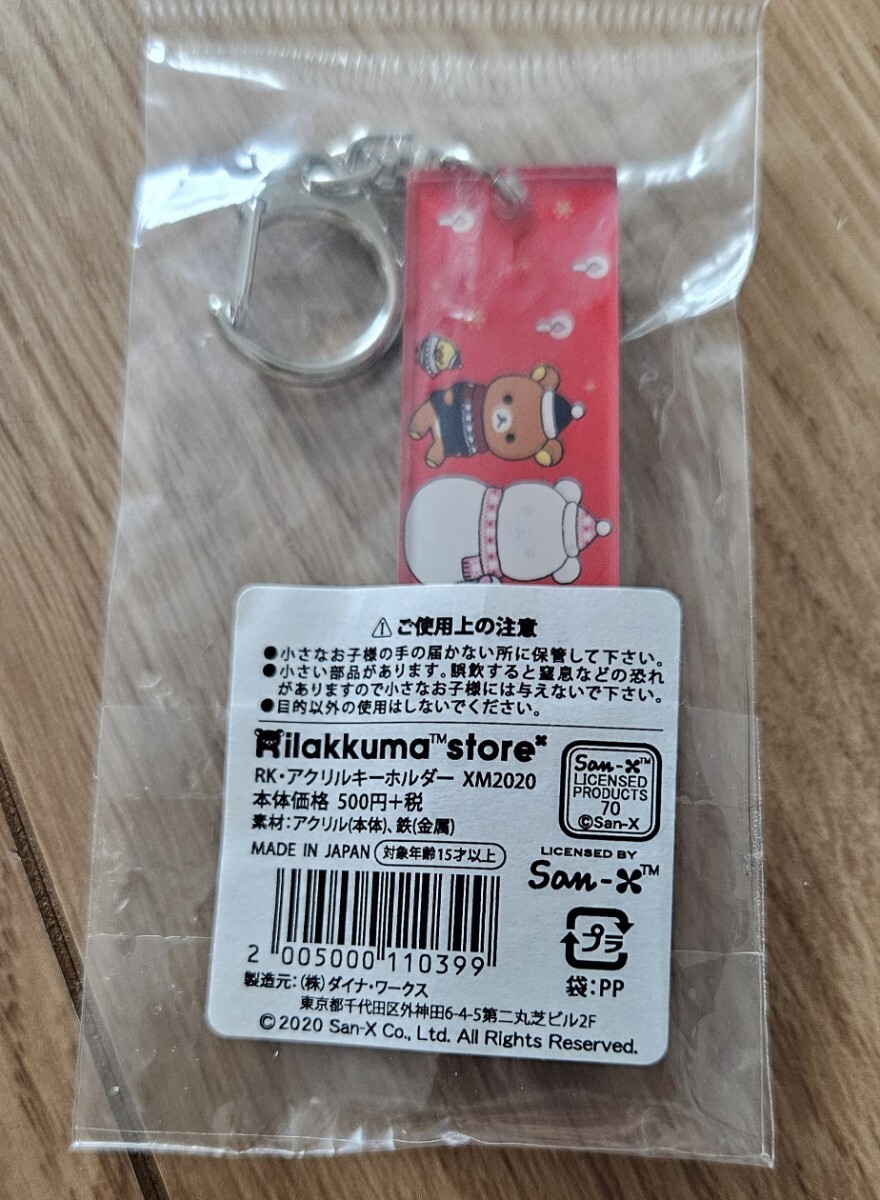 ⚠ご使用上の注意
●小さなお子様の手の届かない所に保管して下さい。
●小さい部品があります。誤飲すると窒息などの恐れ
がありますので小さなお子様には与えないで下さい。
●目的以外の使用はしないでください。
Rilakkuma™store
RK・アクリルキーホルダー XM2020
本体価格 500円+税
素材:アクリル(本体)、鉄(金属)
MADE IN JAPAN 対象年齢15才以上
San-X™
LICENSED
PRODUCTS
70
©San-X
LICENSED BY
San-X™
2 005000 110399
プラ
袋:PP
製造元:(株)ダイナ・ワークス
東京都千代田区外神田6-4-5第二丸芝ビル2F
©2020 San-X Co., Ltd. All Rights Reserved.